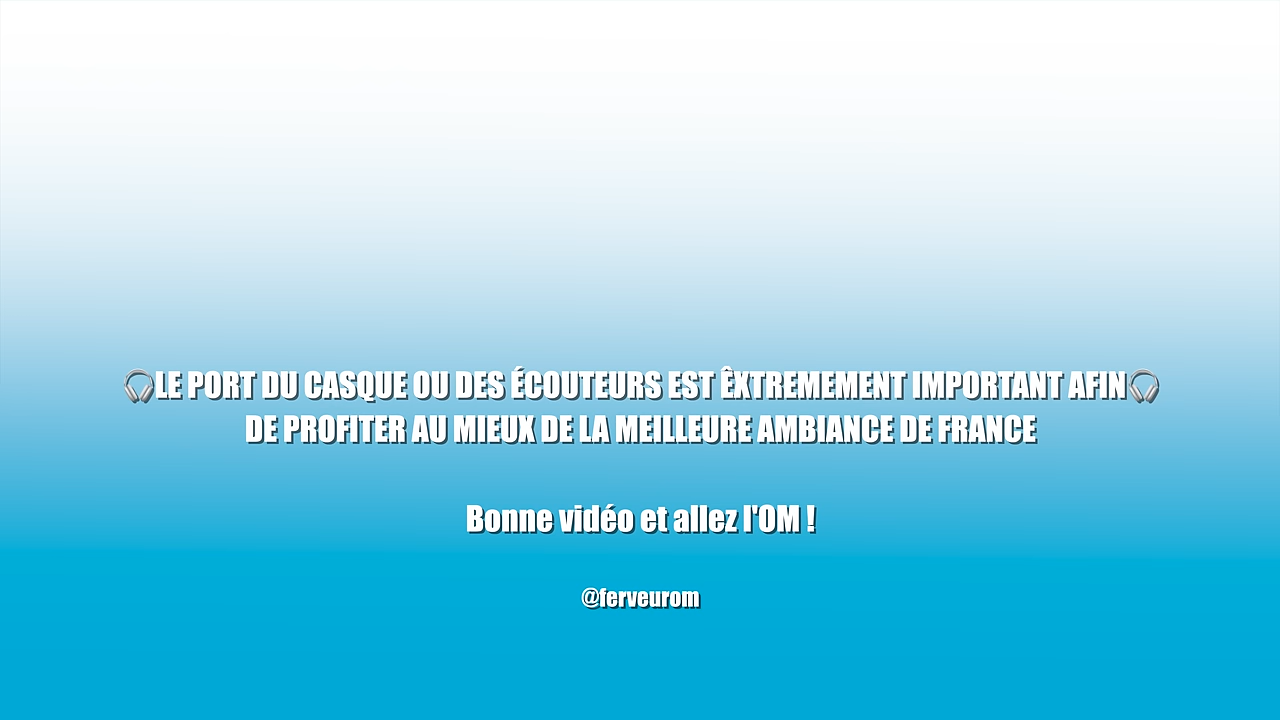 🎧LE PORT DU CASQUE OU DES ÉCOUTEURS EST ÊXTREMEMENT IMPORTANT AFIN🎧
DE PROFITER AU MIEUX DE LA MEILLEURE AMBIANCE DE FRANCE
Bonne vidéo et allez l'OM !
@ferveurom